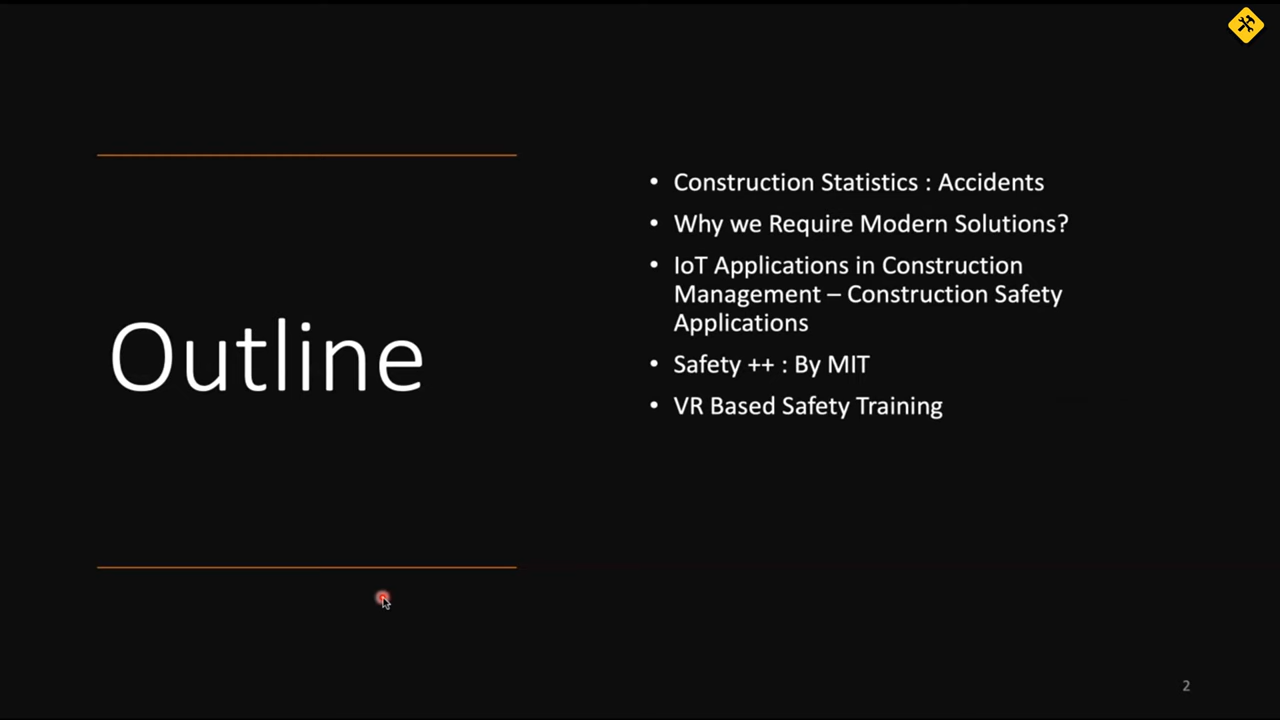 Outline
• Construction Statistics : Accidents
• Why we Require Modern Solutions?
• IoT Applications in Construction
Management – Construction Safety
Applications
• Safety ++ : By MIT
• VR Based Safety Training
2